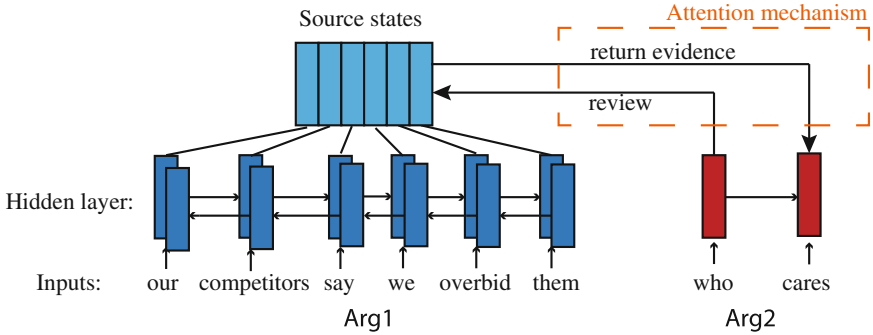 Attention mechanism
Source states
return evidence
review
Hidden layer:
Inputs: our competitors say we overbid them who cares
Arg1 Arg2